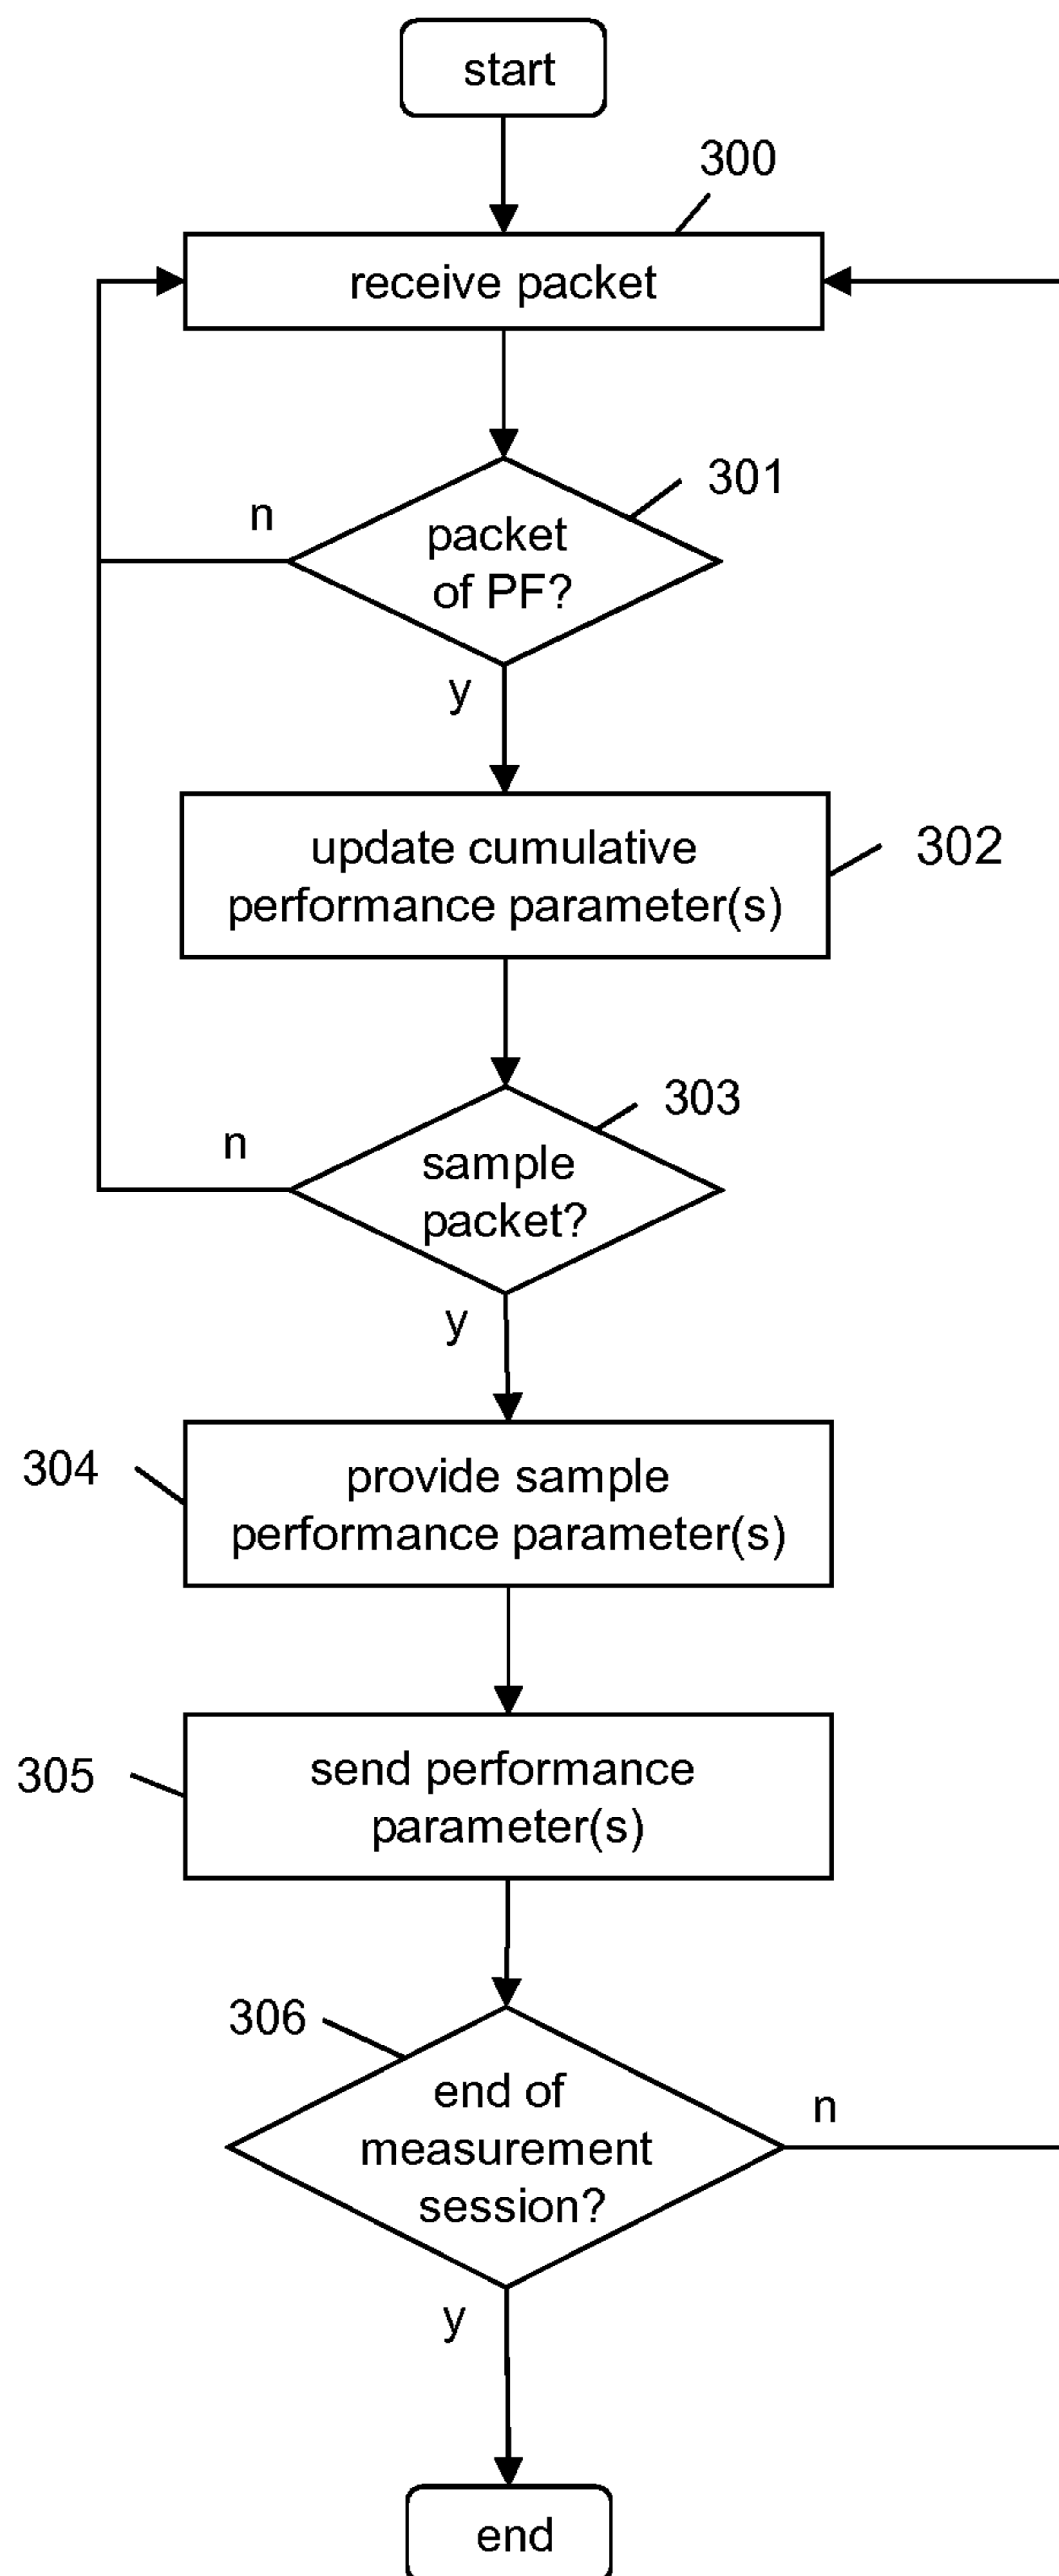 start
300
receive packet
301
n
packet
of PF?
y
update cumulative
performance parameter(s)
302
303
n
sample
packet?
y
304
provide sample
performance parameter(s)
305
send performance
parameter(s)
306
end of
measurement
session?
n
y
end